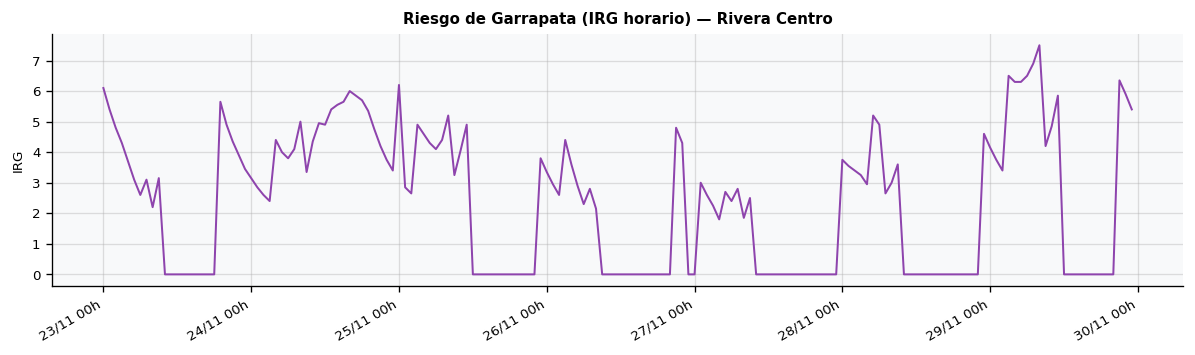 Riesgo de Garrapata (IRG horario) — Rivera Centro
IRG
7
6
5
4
3
2
1
0
23/11 00h
24/11 00h
25/11 00h
26/11 00h
27/11 00h
28/11 00h
29/11 00h
30/11 00h